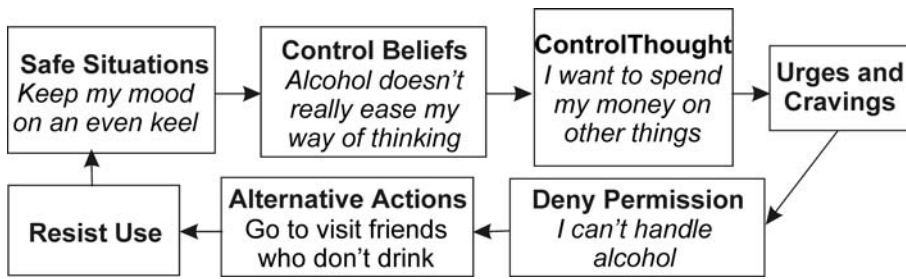 Safe Situations
Keep my mood
on an even keel
Control Beliefs
Alcohol doesn't
really ease my
way of thinking
ControlThought
I want to spend
my money on
other things
Urges and
Cravings
Deny Permission
I can't handle
alcohol
Alternative Actions
Go to visit friends
who don't drink
Resist Use